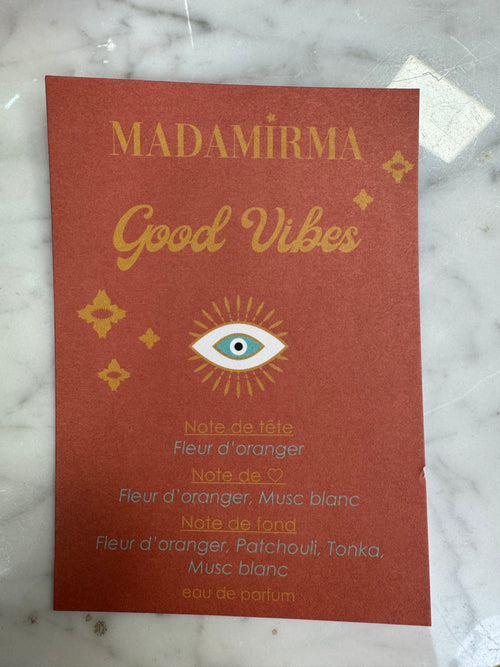 MADAMIRMA
Good Vibes
Note de tête
Fleur d'oranger
Note de ♡
Fleur d'oranger, Musc blanc
Note de fond
Fleur d'oranger, Patchouli, Tonka,
Musc blanc
eau de parfum